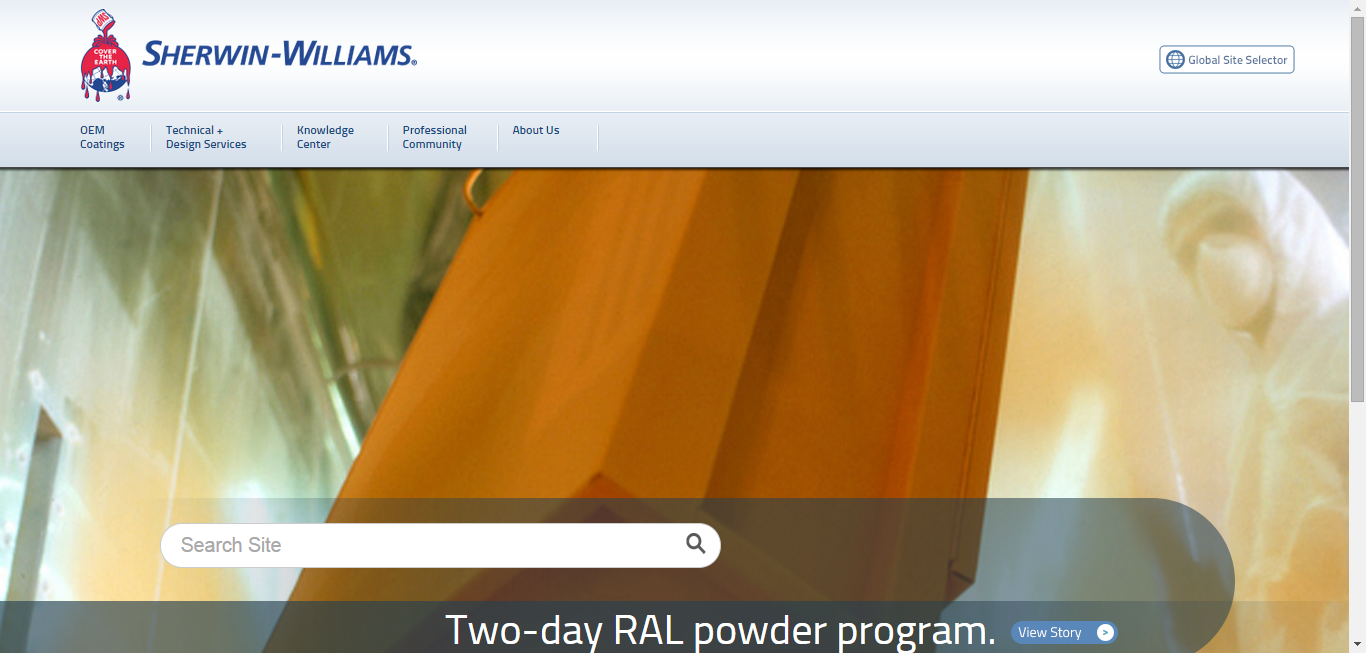 SWP
COVER
THE
EARTH
®
SHERWIN-WILLIAMS®
Global Site Selector
OEM
Coatings
Technical +
Design Services
Knowledge
Center
Professional
Community
About Us
Search Site
Two-day RAL powder program.
View Story >